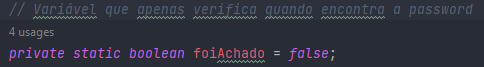 // Variável que apenas verifica quando encontra a password
4 usages
private static boolean foiAchado = false;